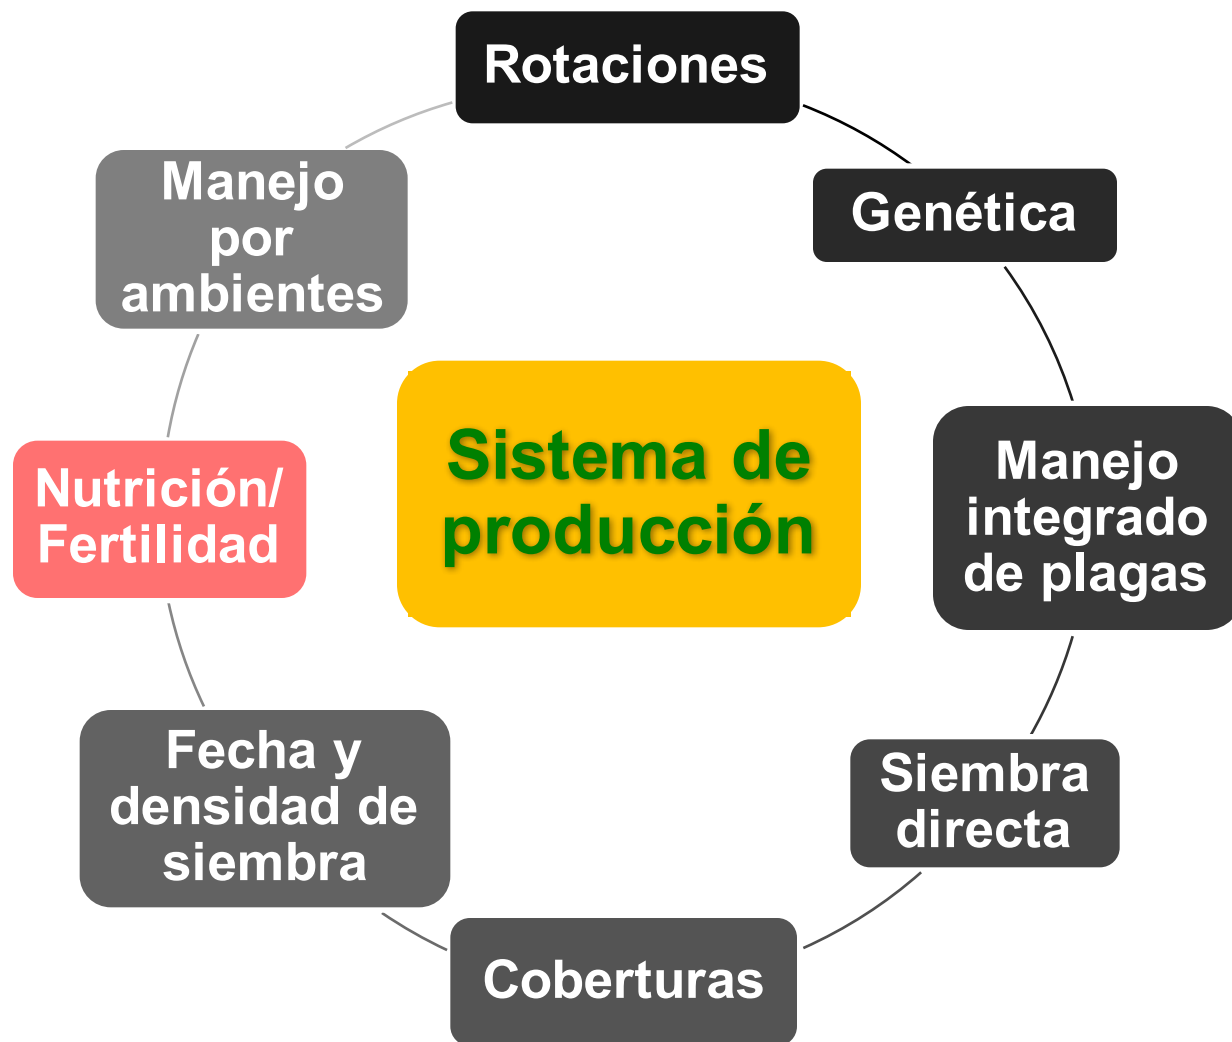 Rotaciones
Genética
Manejo
integrado
de plagas
Siembra
directa
Coberturas
Fecha y
densidad de
siembra
Nutrición/
Fertilidad
Manejo
por
ambientes
Sistema de
producción